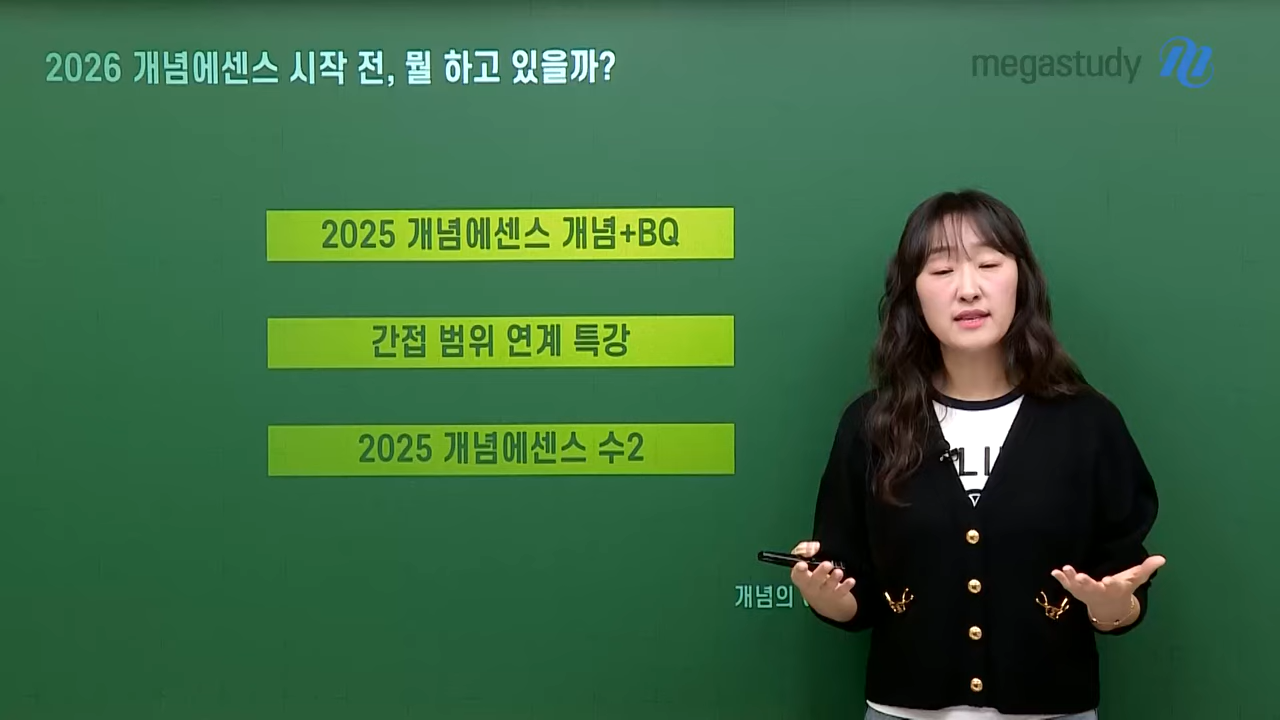 2026 개념에센스 시작 전, 뭘 하고 있을까?
megastudy
2025 개념에센스 개념+BQ
간접 범위 연계 특강
2025 개념에센스 수2
개념의